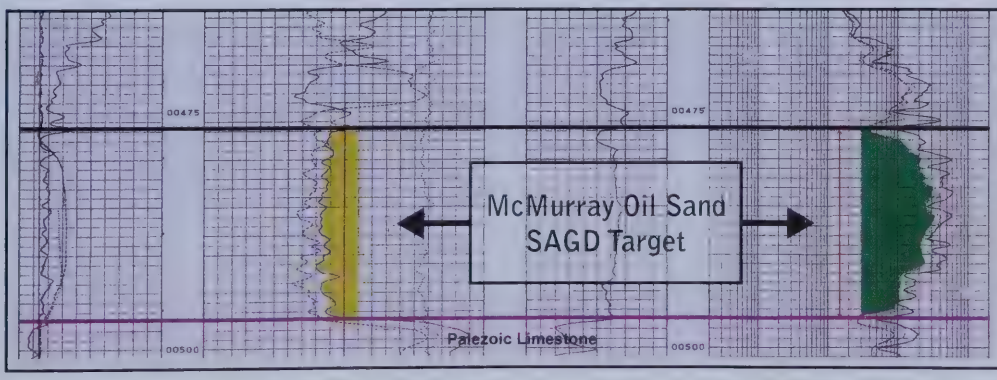 00475
00475
McMurray Oil Sand
SAGD Target
Palezoic Limestone
00500
00500